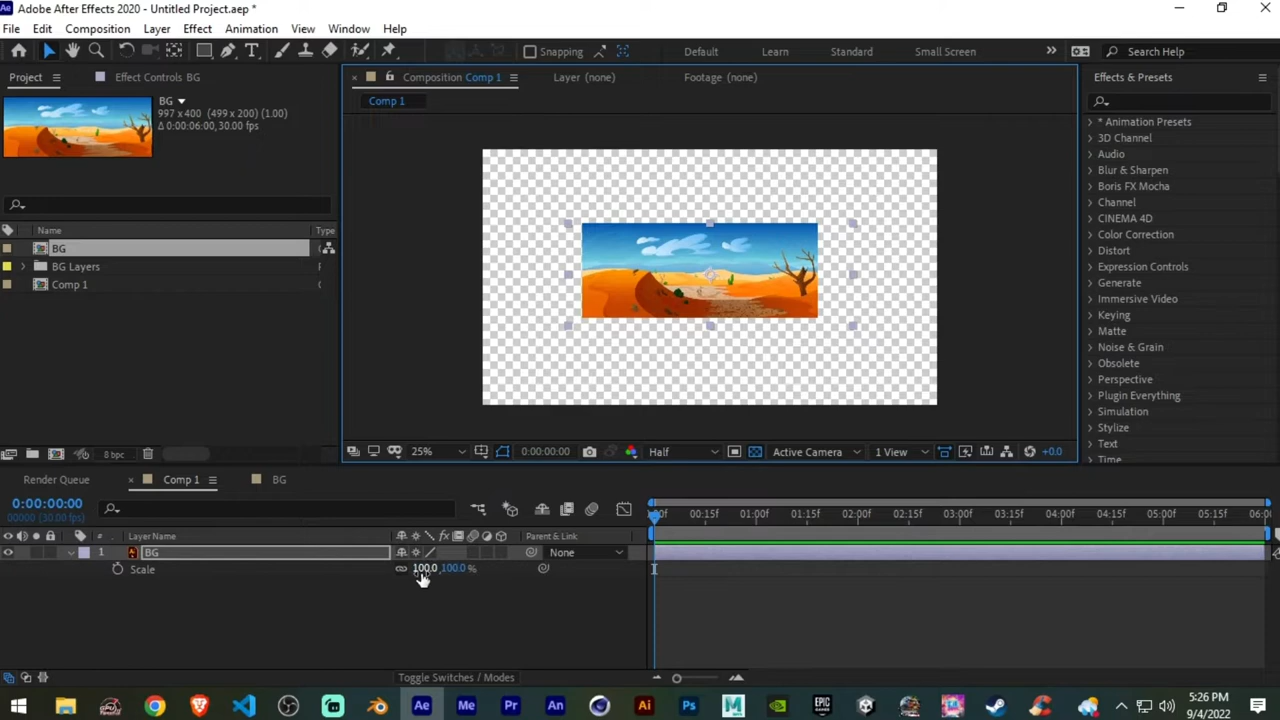 Adobe After Effects 2020 - Untitled Project.aep *
File Edit Composition Layer Effect Animation View Window Help
Snapping Default Learn Standard Small Screen Search Help
Project Effect Controls BG Composition Comp 1 Layer (none) Footage (none) Effects & Presets
BG
997 x 400 (499 x 200) (1.00)
Δ 0:00:06:00, 30.00 fps
Comp 1
Name
BG
BG Layers
Comp 1
* Animation Presets
3D Channel
Audio
Blur & Sharpen
Boris FX Mocha
Channel
CINEMA 4D
Color Correction
Distort
Expression Controls
Generate
Immersive Video
Keying
Matte
Noise & Grain
Obsolete
Perspective
Plugin Everything
Simulation
Stylize
Text
Time
8 bpc 25% 0:00:00:00 Half Active Camera 1 View +0.0
Render Queue Comp 1 BG
0:00:00:00
00000 (30.00 fps)
00:15f 01:00f 01:15f 02:00f 02:15f 03:00f 03:15f 04:00f 04:15f 05:00f 05:15f
# Layer Name Parent & Link
1 BG None
Scale 100.0, 100.0 %
Toggle Switches / Modes
5:26 PM
9/4/2022